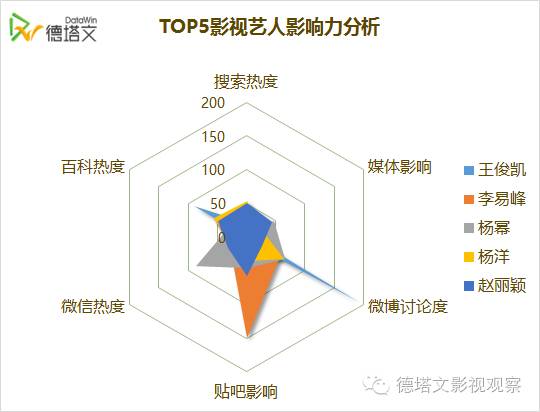 DataWin
德塔文
TOP5影视艺人影响力分析
搜索热度
200
150
100
50
0
百科热度
媒体影响
微信热度
微博讨论度
贴吧影响
王俊凯
李易峰
杨幂
杨洋
赵丽颖
德塔文影视观察